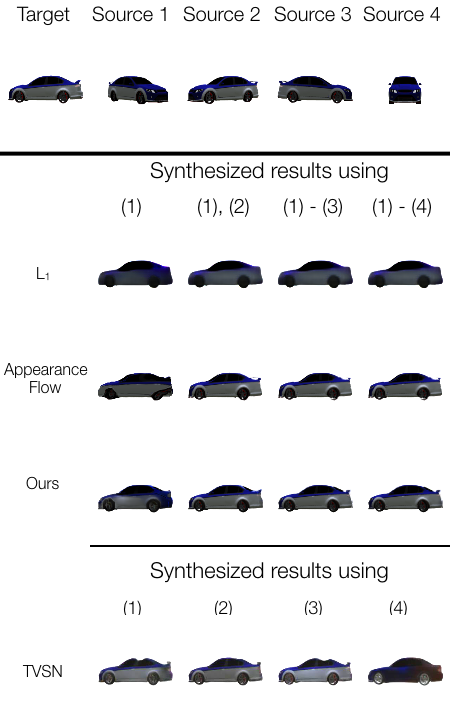 Target Source 1 Source 2 Source 3 Source 4
Synthesized results using
(1) (1), (2) (1) - (3) (1) - (4)
L₁
Appearance
Flow
Ours
Synthesized results using
(1) (2) (3) (4)
TVSN